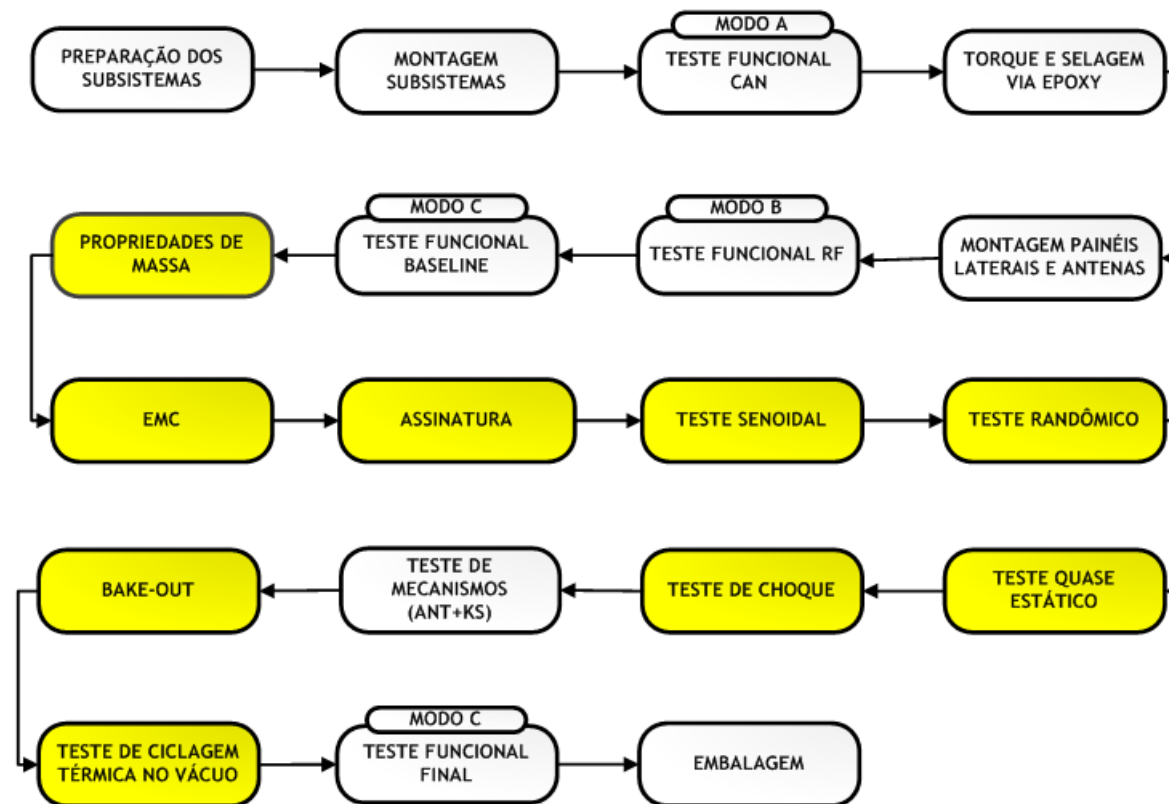 PREPARAÇÃO DOS
SUBSISTEMAS
MONTAGEM
SUBSISTEMAS
MODO A
TESTE FUNCIONAL
CAN
TORQUE E SELAGEM
VIA EPOXY
PROPRIEDADES DE
MASSA
MODO C
TESTE FUNCIONAL
BASELINE
MODO B
TESTE FUNCIONAL RF
MONTAGEM PAINÉIS
LATERAIS E ANTENAS
EMC
ASSINATURA
TESTE SENOIDAL
TESTE RANDÔMICO
BAKE-OUT
TESTE DE
MECANISMOS
(ANT+KS)
TESTE DE CHOQUE
TESTE QUASE
ESTÁTICO
TESTE DE CICLAGEM
TÉRMICA NO VÁCUO
MODO C
TESTE FUNCIONAL
FINAL
EMBALAGEM